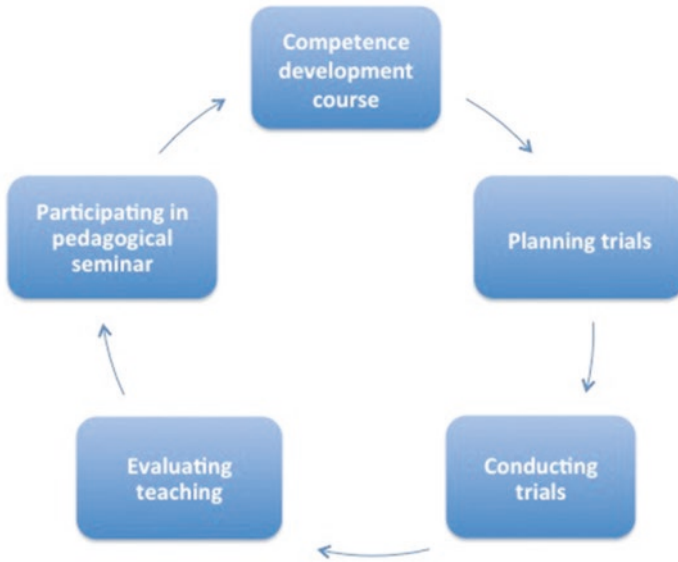 Competence
development
course
Planning trials
Conducting
trials
Evaluating
teaching
Participating in
pedagogical
seminar